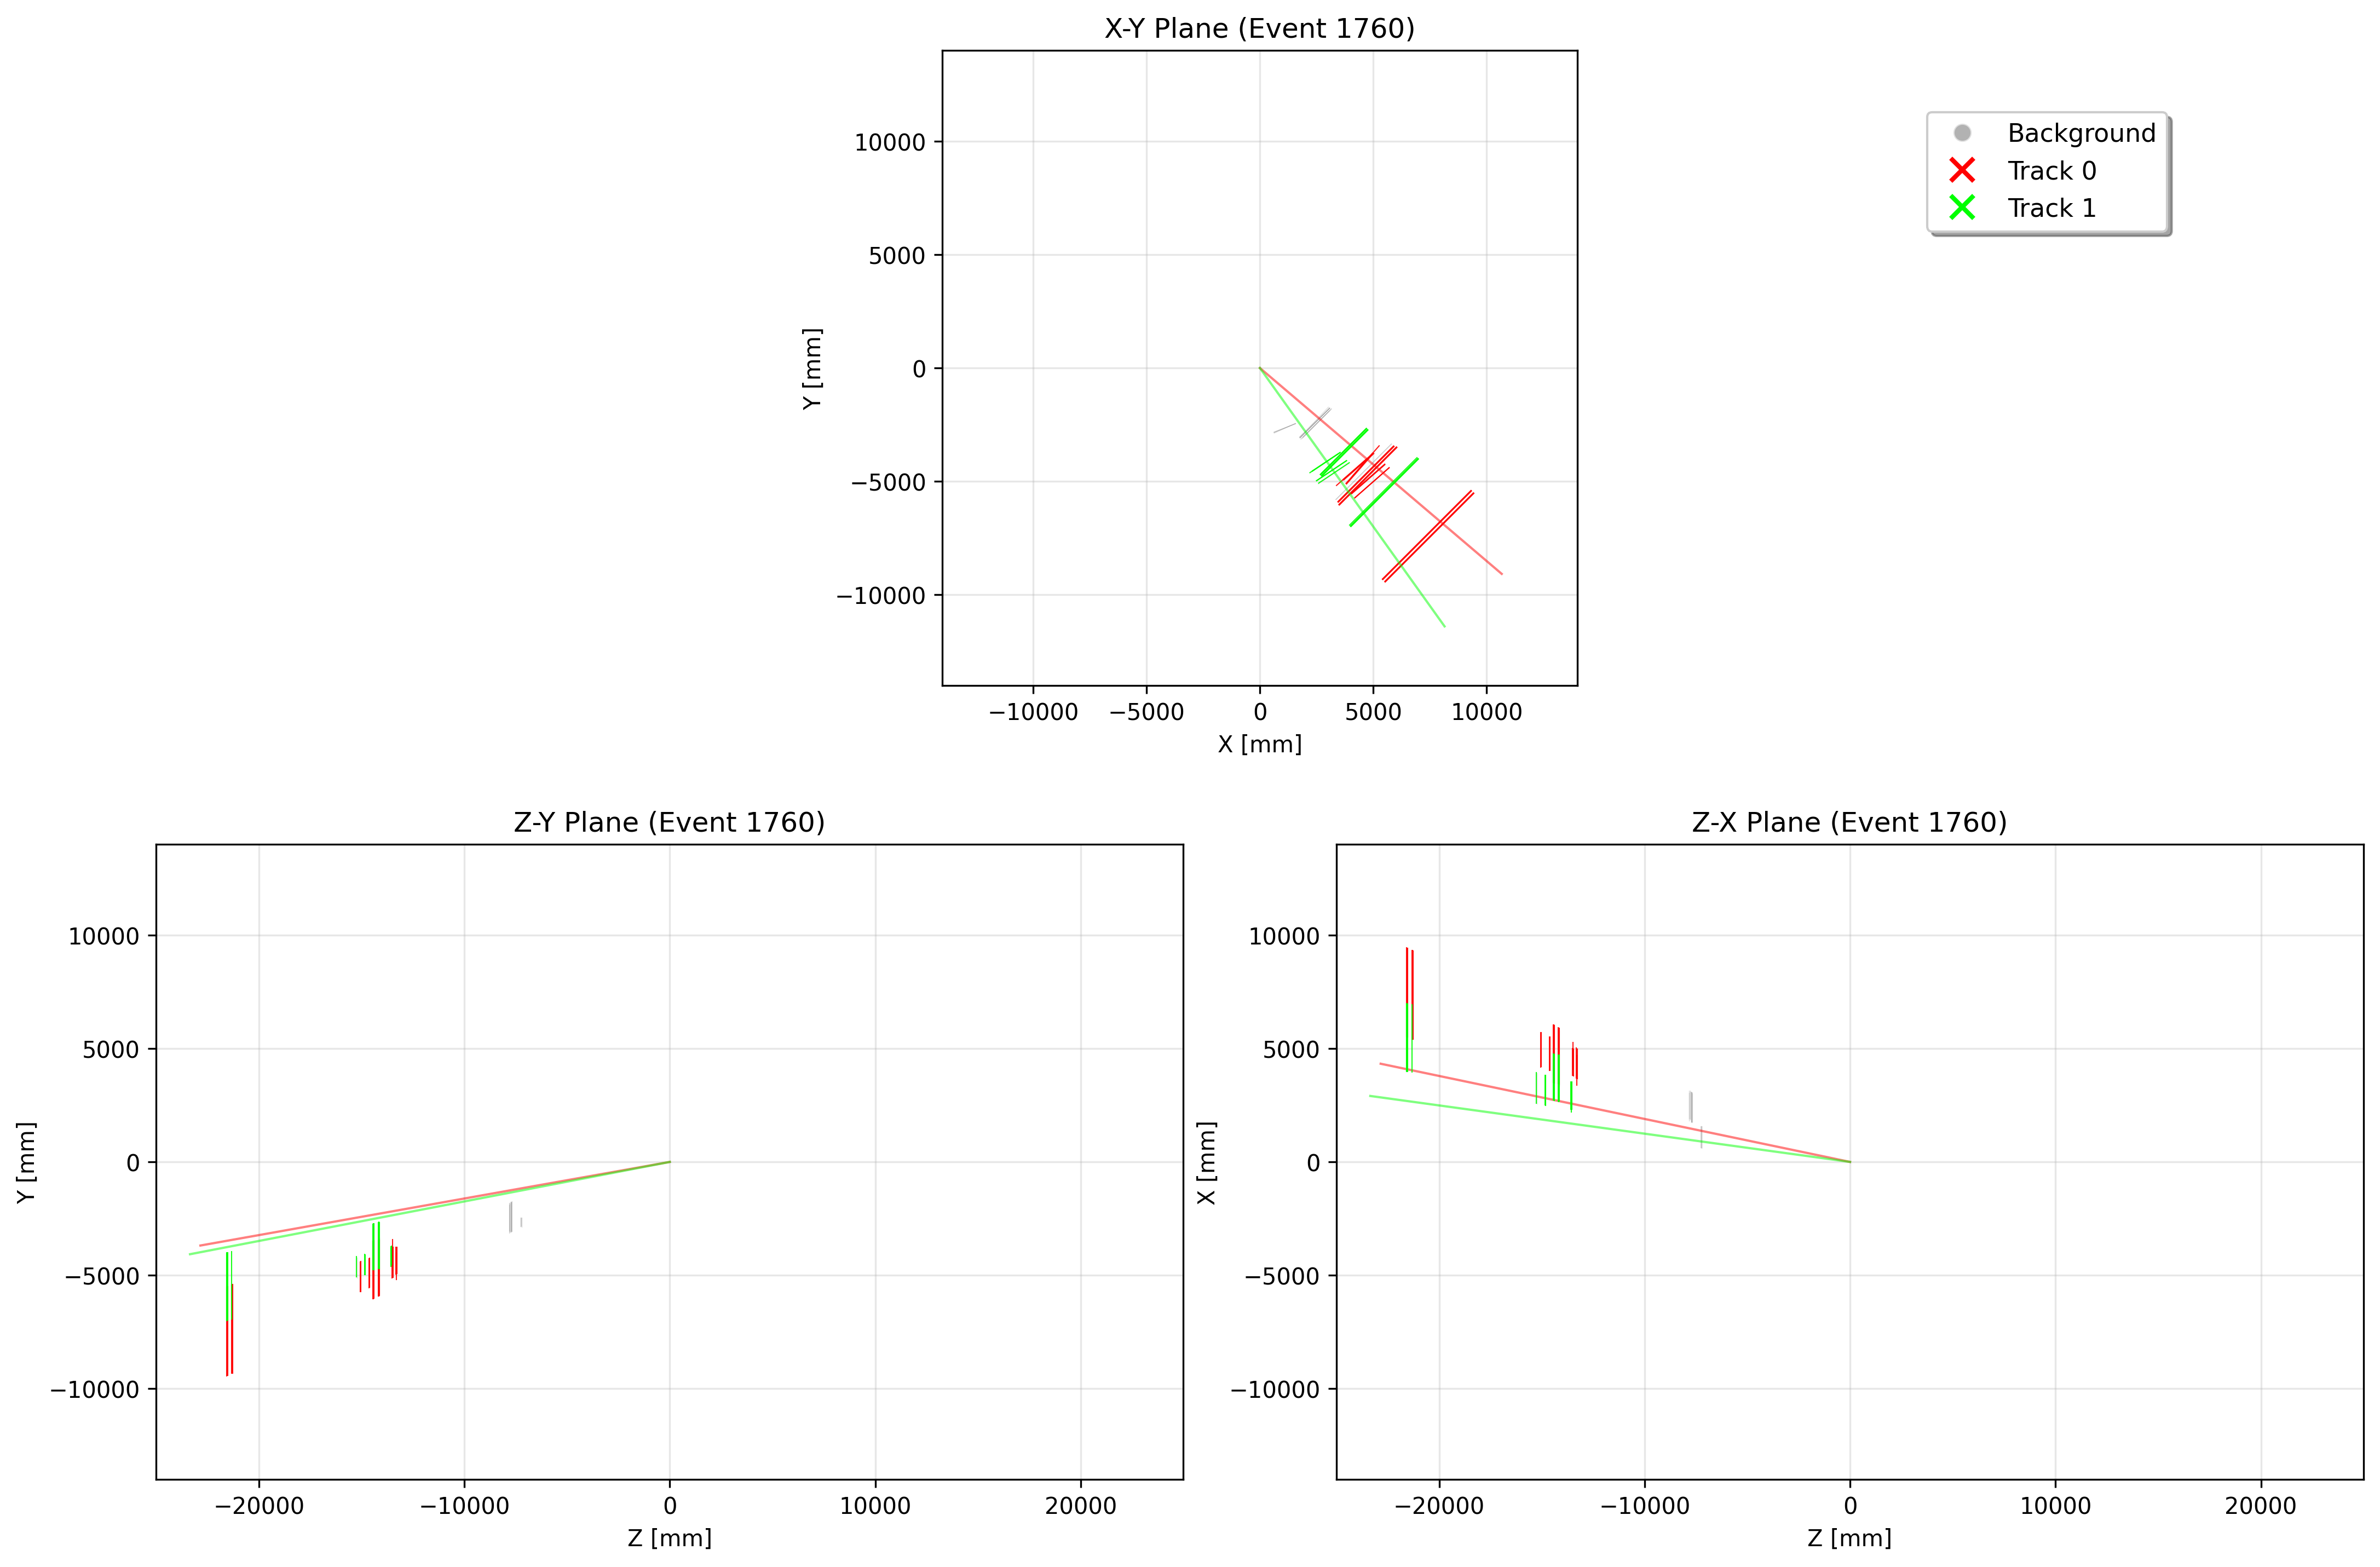 X-Y Plane (Event 1760)
Y [mm]
10000
5000
0
−5000
−10000
−10000 −5000 0 5000 10000
X [mm]
Background
Track 0
Track 1
Z-Y Plane (Event 1760)
Y [mm]
10000
5000
0
−5000
−10000
−20000 −10000 0 10000 20000
Z [mm]
Z-X Plane (Event 1760)
X [mm]
10000
5000
0
−5000
−10000
−20000 −10000 0 10000 20000
Z [mm]